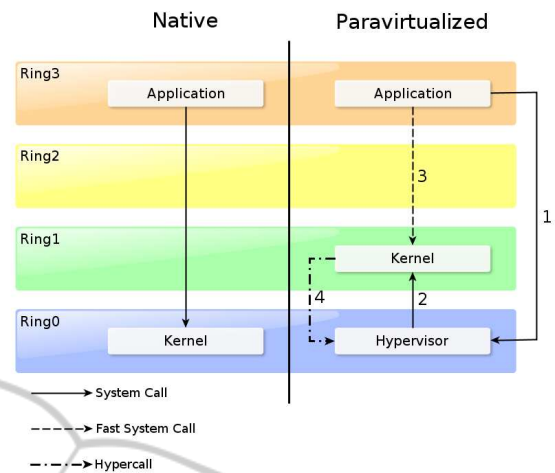 Native
Paravirtualized
Ring3
Application
Application
Ring2
3
1
Ring1
Kernel
4
2
Ring0
Kernel
Hypervisor
System Call
Fast System Call
Hypercall